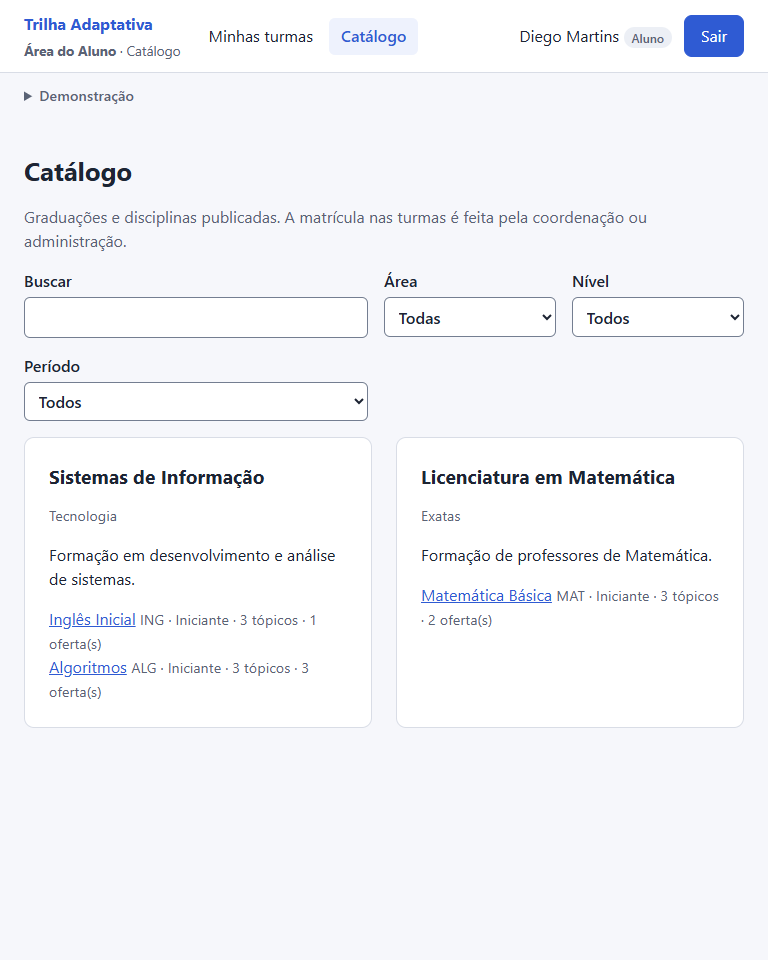 Trilha Adaptativa
Área do Aluno · Catálogo
Minhas turmas
Catálogo
Diego Martins
Aluno
Sair
▶ Demonstração
Catálogo
Graduações e disciplinas publicadas. A matrícula nas turmas é feita pela coordenação ou
administração.
Buscar
Área
Todas
Nível
Todos
Período
Todos
Sistemas de Informação
Tecnologia
Formação em desenvolvimento e análise
de sistemas.
Inglês Inicial ING · Iniciante · 3 tópicos · 1
oferta(s)
Algoritmos ALG · Iniciante · 3 tópicos · 3
oferta(s)
Licenciatura em Matemática
Exatas
Formação de professores de Matemática.
Matemática Básica MAT · Iniciante · 3 tópicos
· 2 oferta(s)